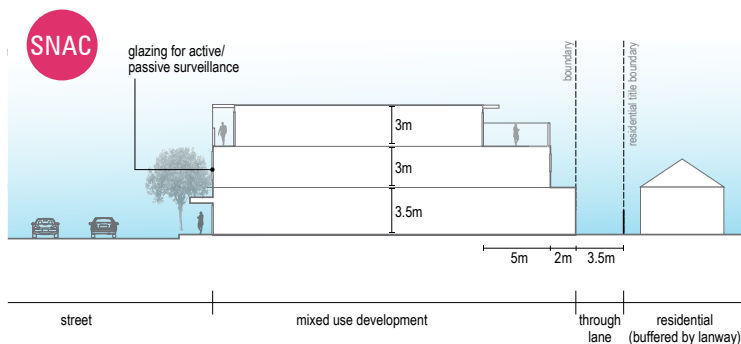 SNAC
glazing for active/
passive surveillance
boundary
residential title boundary
3m
3m
3.5m
5m
2m
3.5m
street
mixed use development
through
lane
residential
(buffered by lanway)